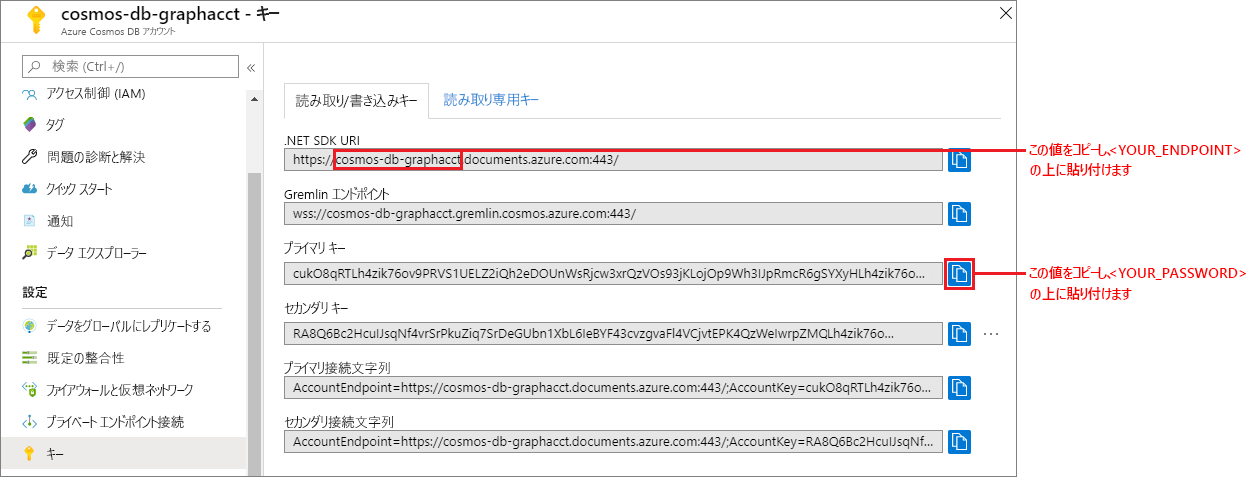 cosmos-db-graphacct - キー
Azure Cosmos DB アカウント
検索 (Ctrl+/)
アクセス制御 (IAM)
タグ
問題の診断と解決
クイック スタート
通知
データ エクスプローラー
設定
データをグローバルにレプリケートする
既定の整合性
ファイアウォールと仮想ネットワーク
プライベート エンドポイント接続
キー
読み取り/書き込みキー
読み取り専用キー
.NET SDK URI
https://cosmos-db-graphacct.documents.azure.com:443/
Gremlin エンドポイント
wss://cosmos-db-graphacct.gremlin.cosmos.azure.com:443/
プライマリ キー
cukO8qRTLh4zik76ov9PRVS1UELZ2iQh2eDOUnWsRjcw3xrQzVOs93jKLojOp9Wh3IJpRmcR6gSYXyHLh4zik76o...
セカンダリ キー
RA8Q6Bc2HcuIJsqNf4vrSrPkuZiq7SrDeGUbn1XbL6IeBYF43cvzgvaFl4VCjvtEPK4QzWeIwrpZMQLh4zik76o...
プライマリ接続文字列
AccountEndpoint=https://cosmos-db-graphacct.documents.azure.com:443/;AccountKey=cukO8qRTLh4zik76o...
セカンダリ接続文字列
AccountEndpoint=https://cosmos-db-graphacct.documents.azure.com:443/;AccountKey=RA8Q6Bc2HcuIJsqNf...
この値をコピーし、<YOUR_ENDPOINT>
の上に貼り付けます
この値をコピーし、<YOUR_PASSWORD>
の上に貼り付けます